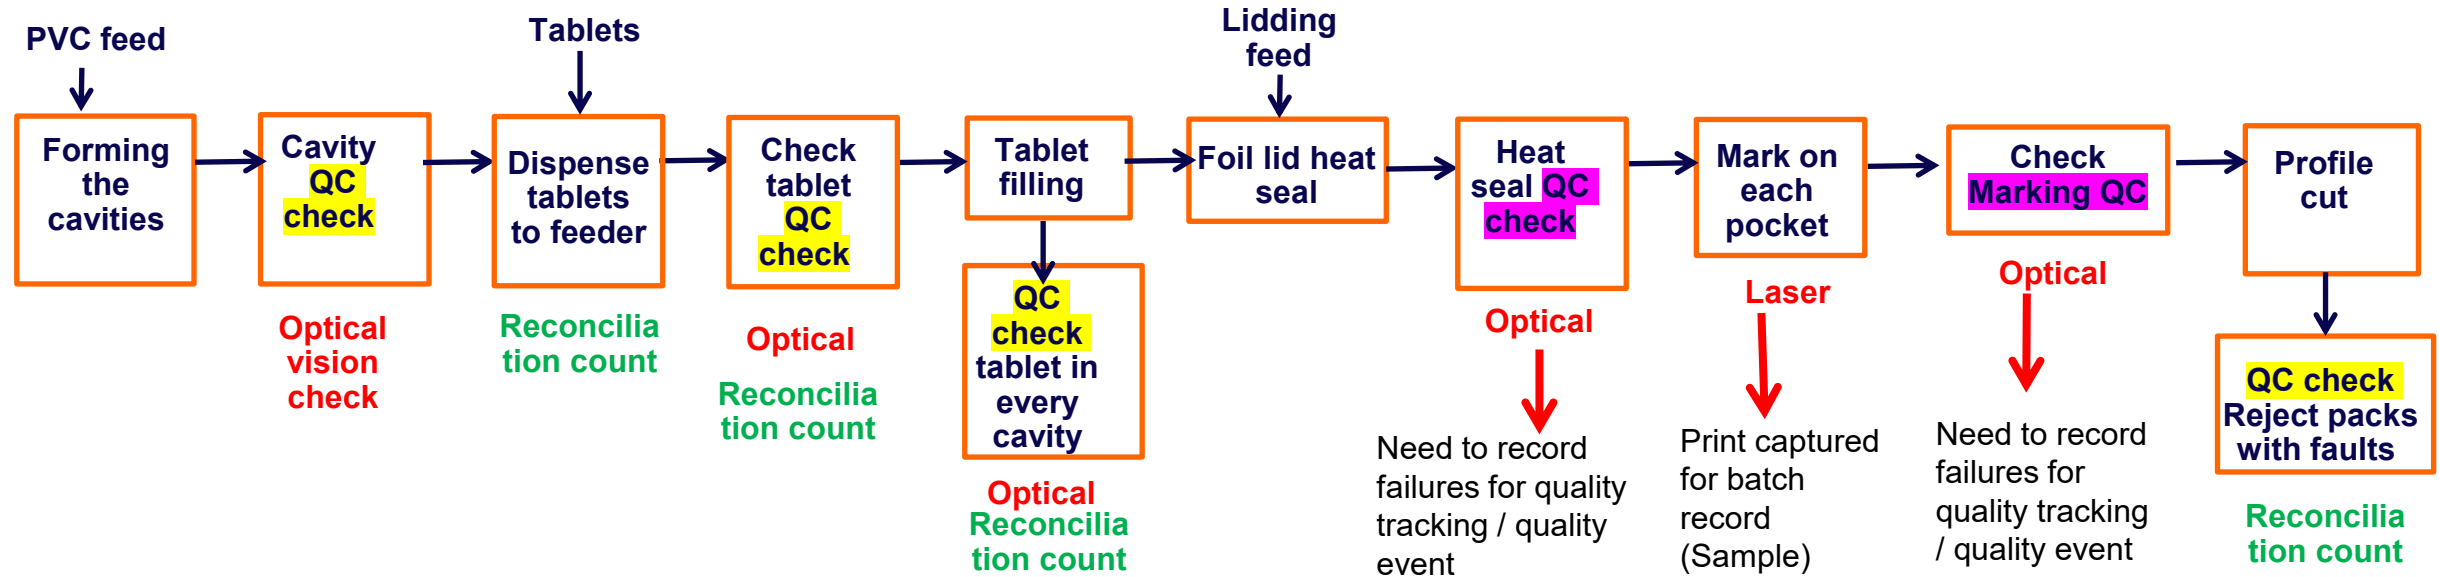 PVC feed
Forming
the
cavities
Cavity
QC
check
Optical
vision
check
Tablets
Dispense
tablets
to feeder
Reconcilia
tion count
Check
tablet
QC
check
Optical
Reconcilia
tion count
Tablet
filling
QC
check
tablet in
every
cavity
Optical
Reconcilia
tion count
Lidding
feed
Foil lid heat
seal
Heat
seal QC
check
Optical
Need to record
failures for quality
tracking / quality
event
Mark on
each
pocket
Laser
Print captured
for batch
record
(Sample)
Check
Marking QC
Optical
Need to record
failures for
quality tracking
/ quality event
Profile
cut
QC check
Reject packs
with faults
Reconcilia
tion count